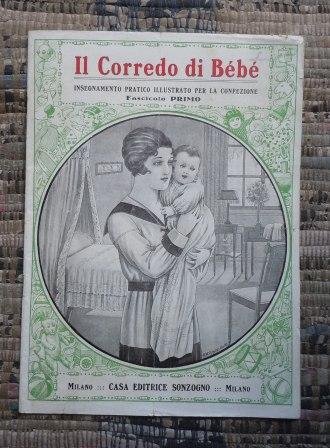 Il Corredo di Bébé
INSEGNAMENTO PRATICO ILLUSTRATO PER LA CONFEZIONE
Fascicolo PRIMO
MILANO ::: CASA EDITRICE SONZOGNO ::: MILANO